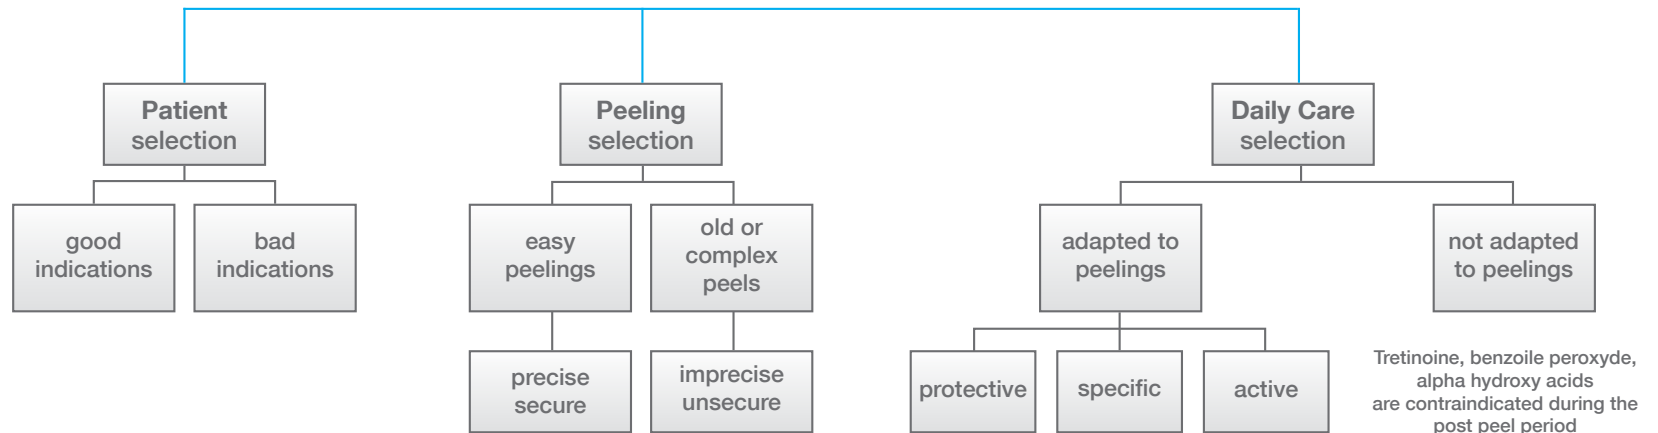 Patient
selection
Peeling
selection
Daily Care
selection
good
indications
bad
indications
easy
peelings
old or
complex
peels
adapted to
peelings
not adapted
to peelings
precise
secure
imprecise
unsecure
protective
specific
active
Tretinoine, benzoile peroxyde,
alpha hydroxy acids
are contraindicated during the
post peel period